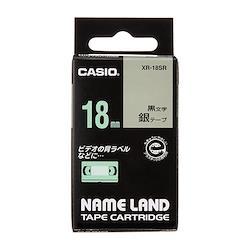 XR-18SR
CASIO
18mm
黒文字
銀テープ
ビデオの背ラベル
などに…
NAME LAND
TAPE CARTRIDGE